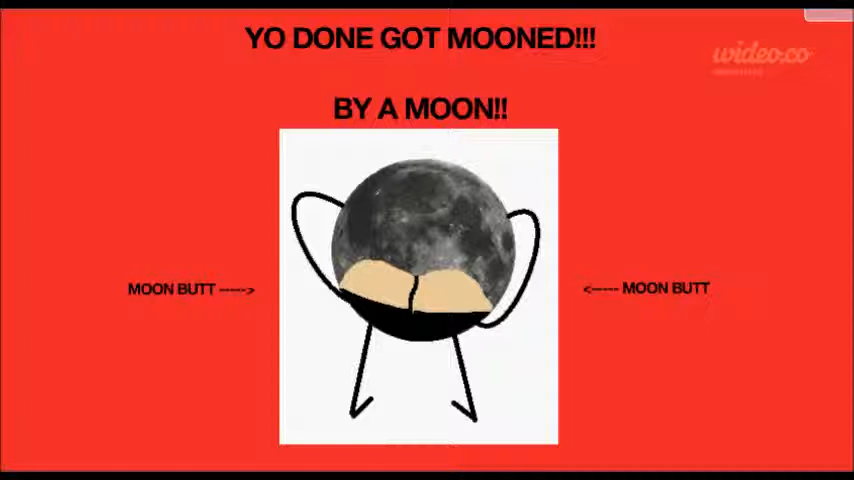 YO DONE GOT MOONED!!!
wideo.co
BY A MOON!!
MOON BUTT ----->
<----- MOON BUTT